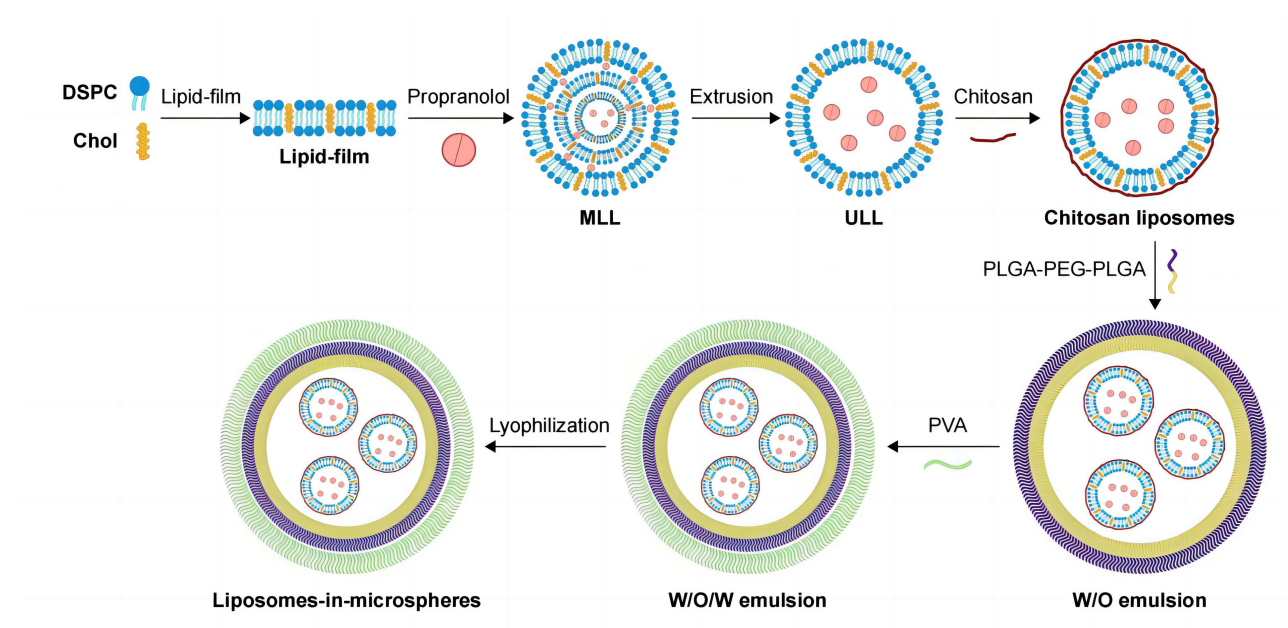 DSPC
Chol
Lipid-film
Lipid-film
Propranolol
MLL
Extrusion
ULL
Chitosan
Chitosan liposomes
PLGA-PEG-PLGA
W/O emulsion
PVA
W/O/W emulsion
Lyophilization
Liposomes-in-microspheres